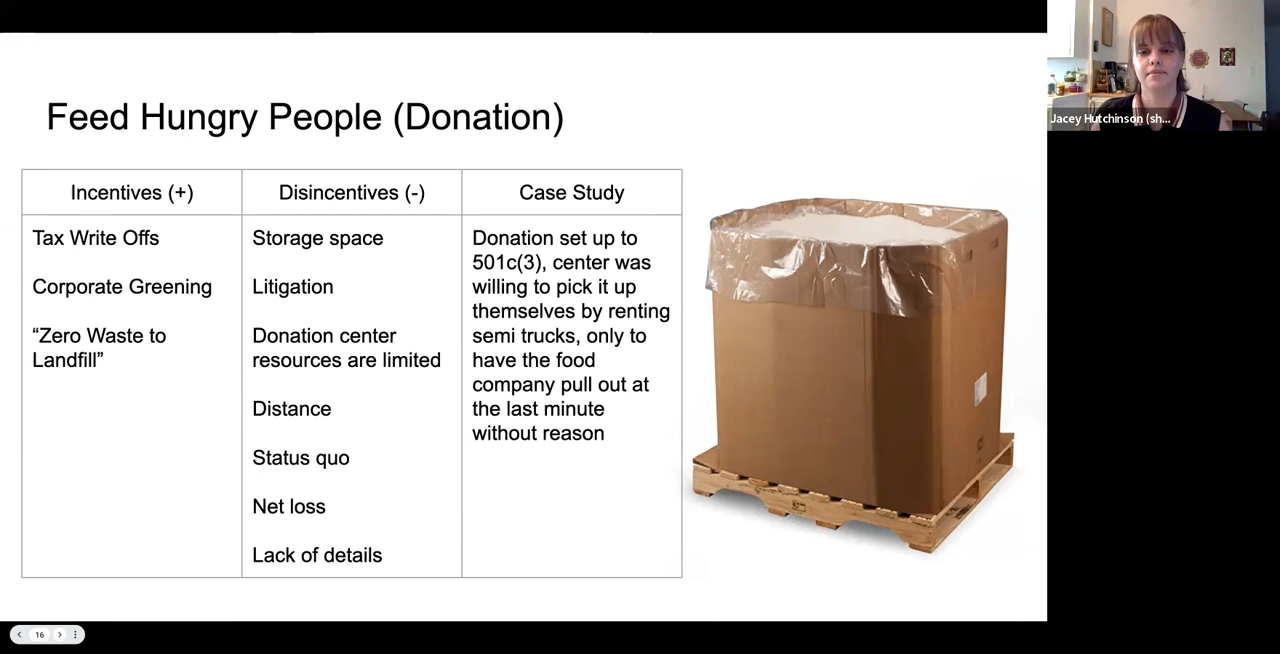 Feed Hungry People (Donation)
Incentives (+)
Disincentives (-)
Case Study
Tax Write Offs
Corporate Greening
“Zero Waste to
Landfill”
Storage space
Litigation
Donation center
resources are limited
Distance
Status quo
Net loss
Lack of details
Donation set up to
501c(3), center was
willing to pick it up
themselves by renting
semi trucks, only to
have the food
company pull out at
the last minute
without reason
Jacey Hutchinson (sh...
16